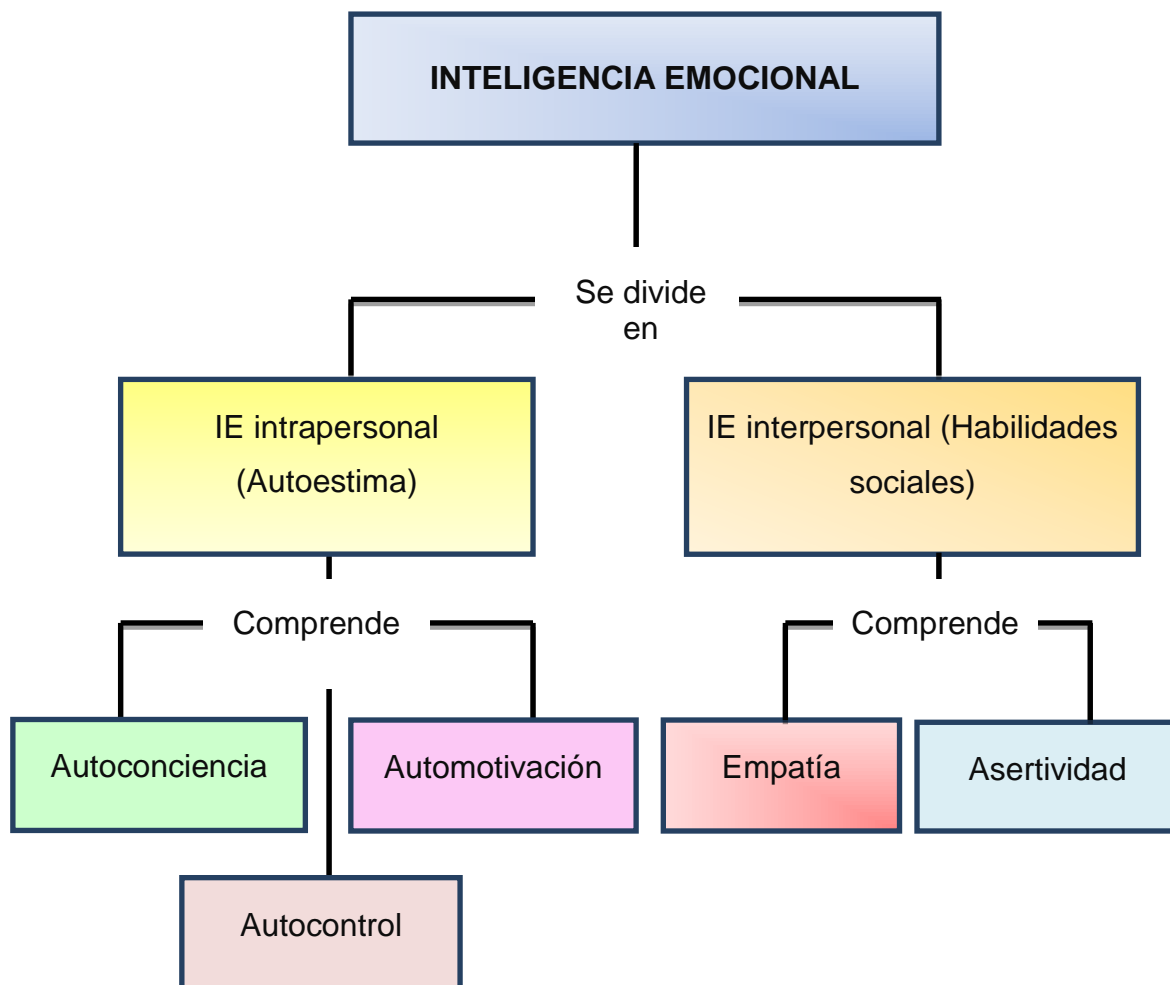 INTELIGENCIA EMOCIONAL
Se divide
en
IE intrapersonal
(Autoestima)
IE interpersonal (Habilidades
sociales)
Comprende
Comprende
Autoconciencia
Automotivación
Empatía
Asertividad
Autocontrol